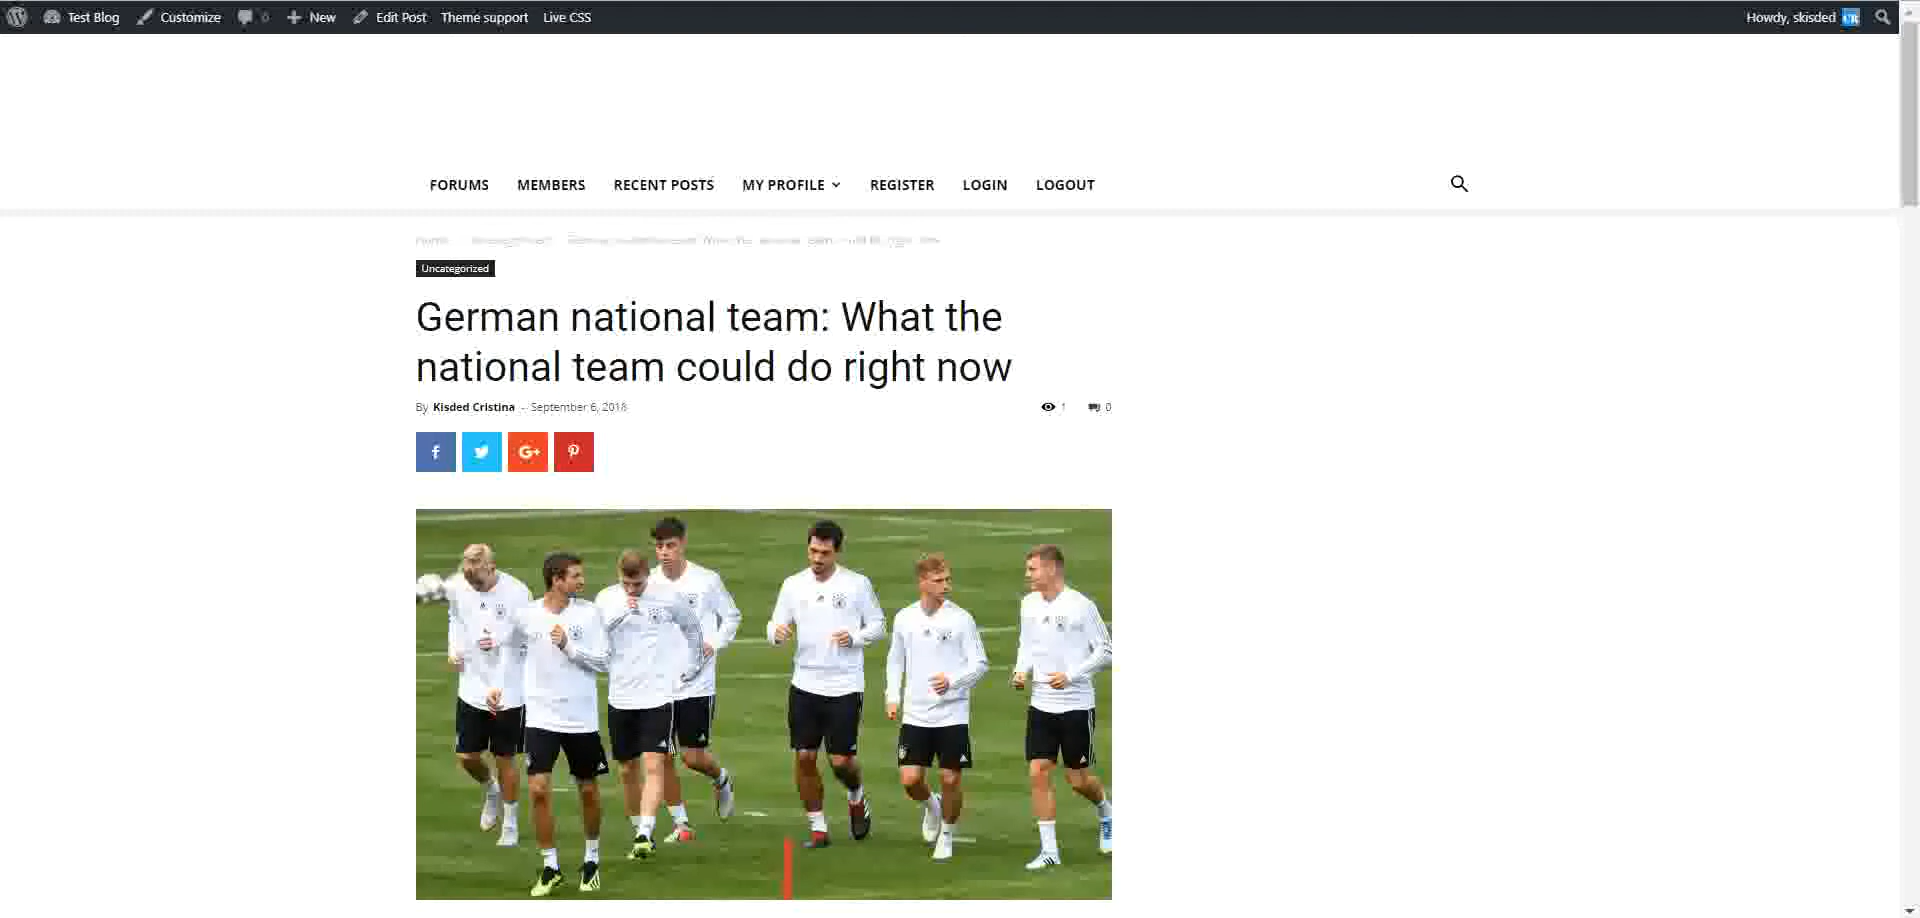 Test Blog Customize 0 New Edit Post Theme support Live CSS Howdy, skisded
FORUMS MEMBERS RECENT POSTS MY PROFILE REGISTER LOGIN LOGOUT
Uncategorized
German national team: What the
national team could do right now
By Kisded Cristina - September 6, 2018 1 0